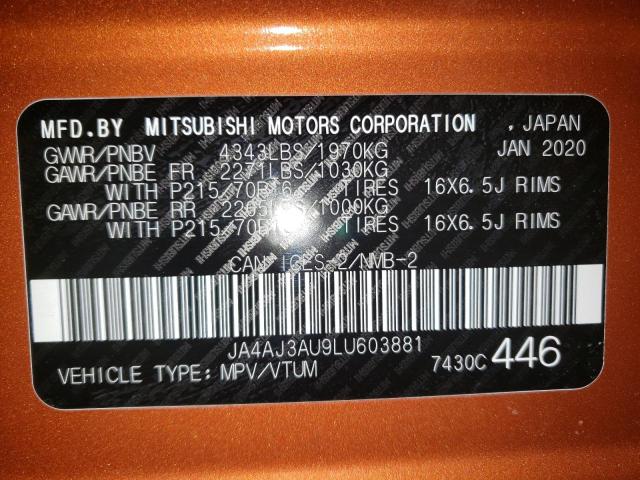 MFD.BY MITSUBISHI MOTORS CORPORATION , JAPAN
GWWR/PNBV 4343LBS/1970KG JAN 2020
GAWR/PNBE FR 2271LBS/1030KG
WITH P215/70R16 TIRES 16X6.5J RIMS
GAWR/PNBE RR 2205LBS/1000KG
WITH P215/70R16 TIRES 16X6.5J RIMS
CAN ICES-2/NMB-2
JA4AJ3AU9LU603881
VEHICLE TYPE: MPV/VTUM 7430C 446